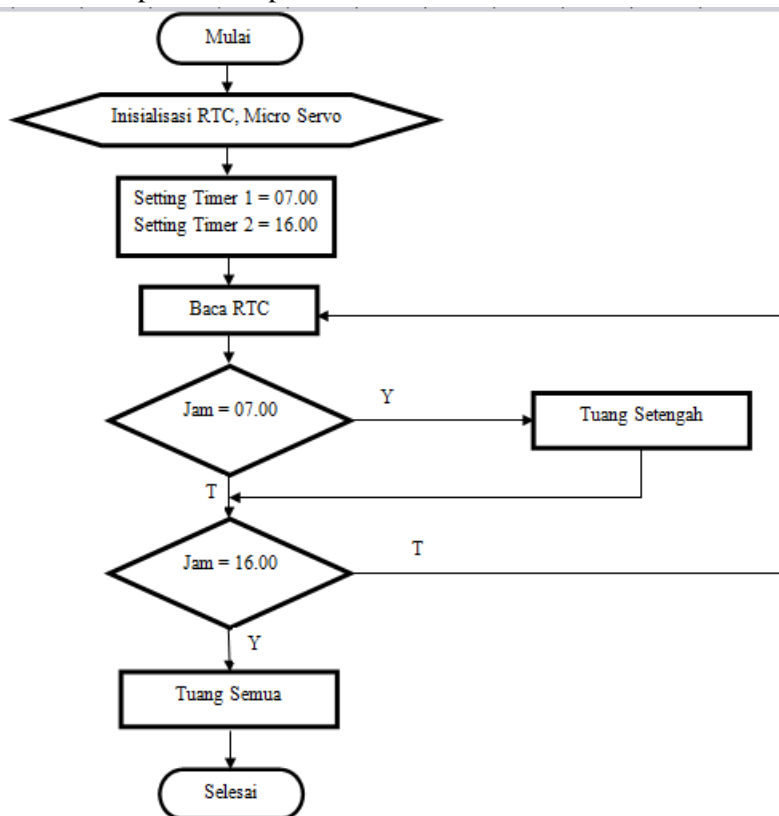 Mulai
Inisialisasi RTC, Micro Servo
Setting Timer 1 = 07.00
Setting Timer 2 = 16.00
Baca RTC
Jam = 07.00
Y
Tuang Setengah
T
Jam = 16.00
T
Y
Tuang Semua
Selesai